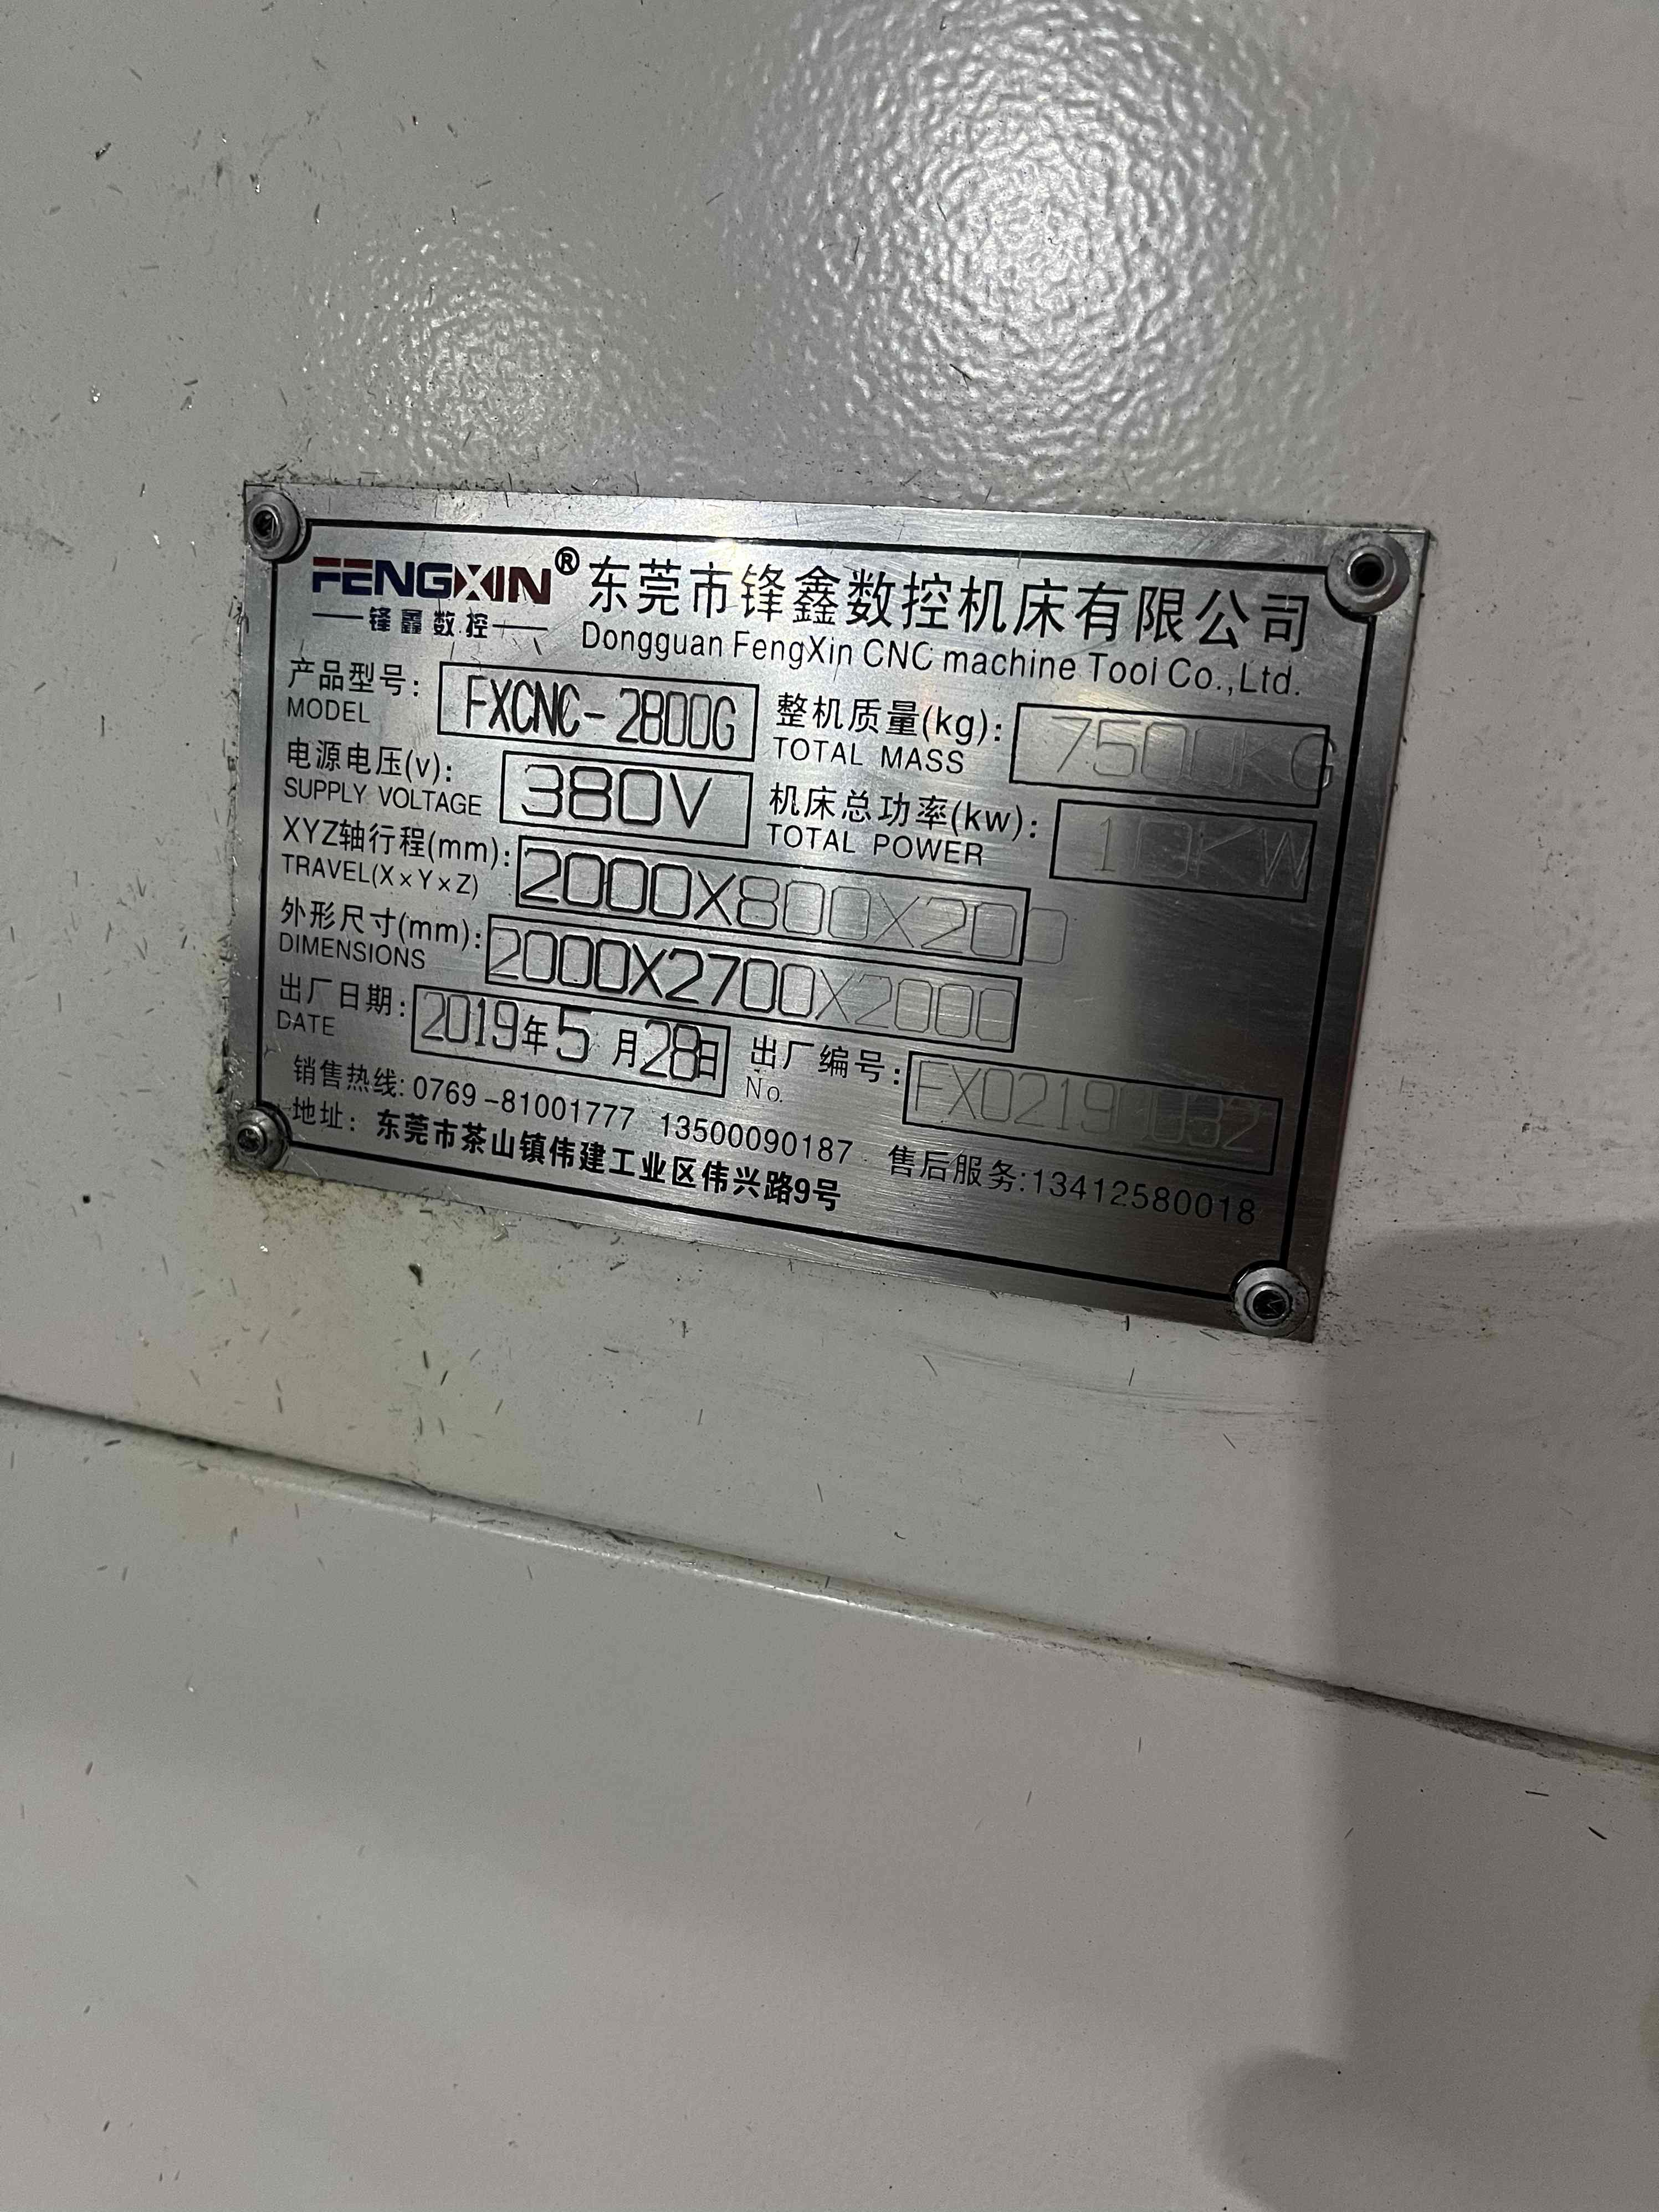 FENGXIN® 东莞市锋鑫数控机床有限公司
锋鑫数控 Dongguan FengXin CNC machine Tool Co.,Ltd.
产品型号: FXCNC-2800G 整机质量(kg): 7500KG
MODEL TOTAL MASS
电源电压(v): 380V 机床总功率(kw): 10KW
SUPPLY VOLTAGE TOTAL POWER
XYZ轴行程(mm): 2000X800X200
TRAVEL(X×Y×Z)
外形尺寸(mm): 2000X2700X2000
DIMENSIONS
出厂日期: 2019年5月28日 出厂编号:
DATE No.
销售热线: 0769-81001777 13500090187 售后服务:13412580018
地址: 东莞市茶山镇伟建工业区伟兴路9号